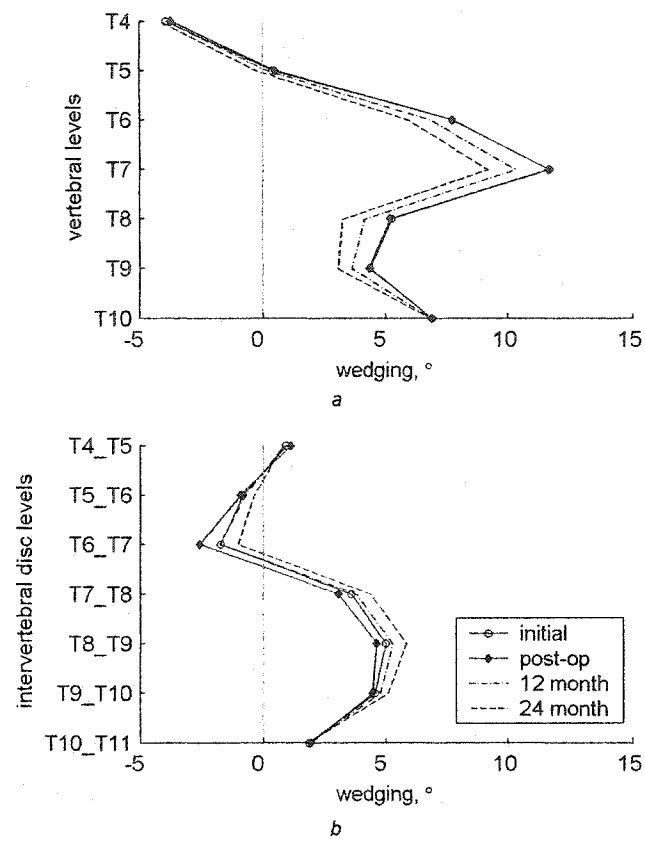 T4
T5
T6
T7
T8
T9
T10
vertebral levels
-5 0 5 10 15
wedging, °
a
T4_T5
T5_T6
T6_T7
T7_T8
T8_T9
T9_T10
T10_T11
intervertebral disc levels
initial
post-op
12 month
24 month
-5 0 5 10 15
wedging, °
b